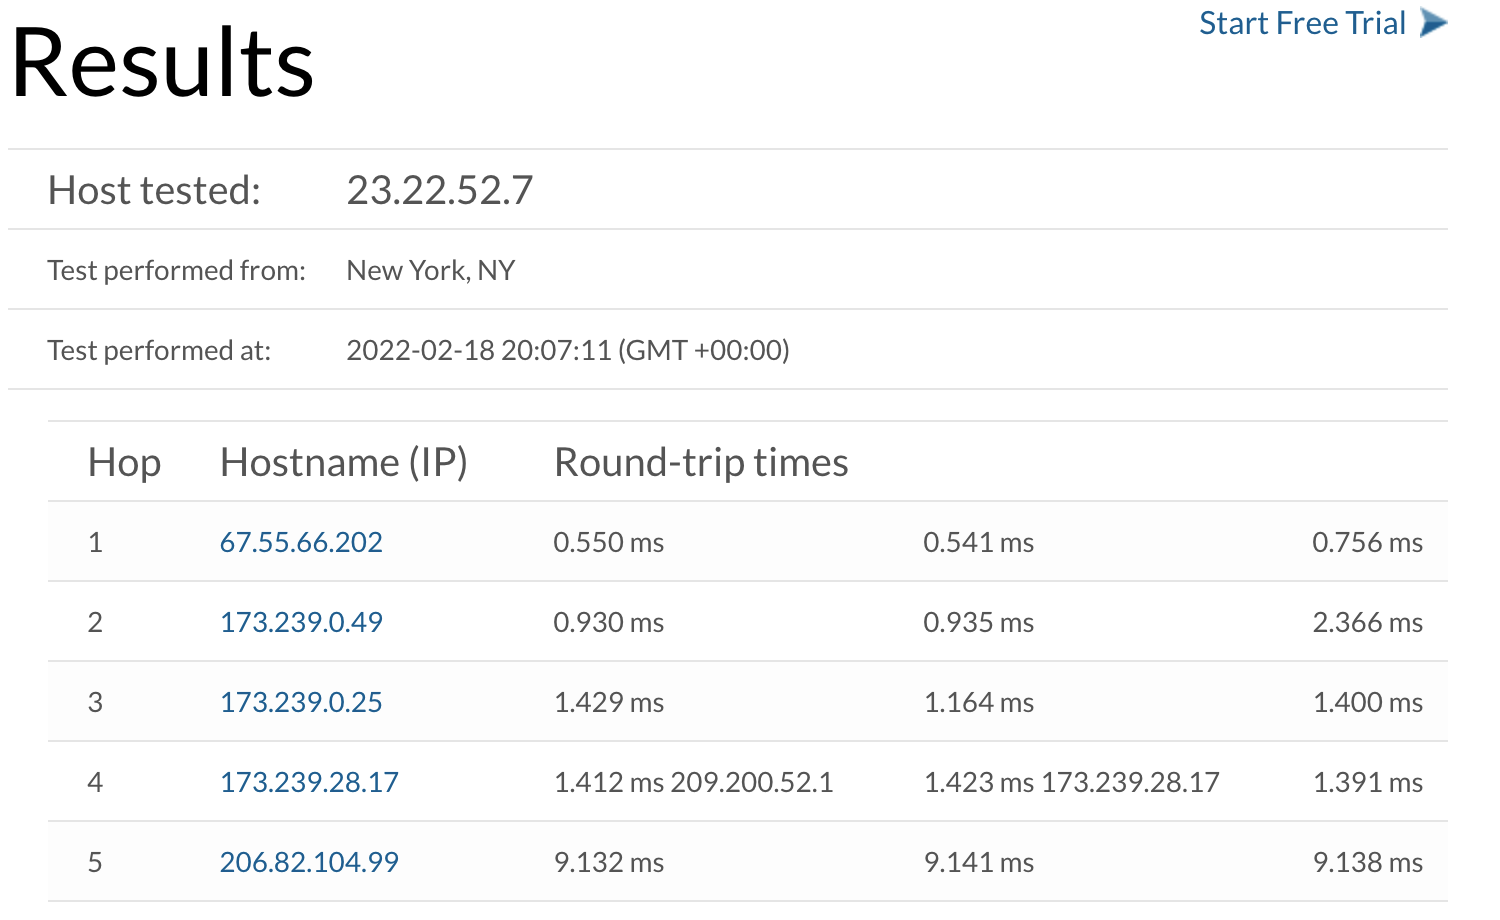 Start Free Trial
Results
Host tested: 23.22.52.7
Test performed from: New York, NY
Test performed at: 2022-02-18 20:07:11 (GMT +00:00)
Hop Hostname (IP) Round-trip times
1 67.55.66.202 0.550 ms 0.541 ms 0.756 ms
2 173.239.0.49 0.930 ms 0.935 ms 2.366 ms
3 173.239.0.25 1.429 ms 1.164 ms 1.400 ms
4 173.239.28.17 1.412 ms 209.200.52.1 1.423 ms 173.239.28.17 1.391 ms
5 206.82.104.99 9.132 ms 9.141 ms 9.138 ms